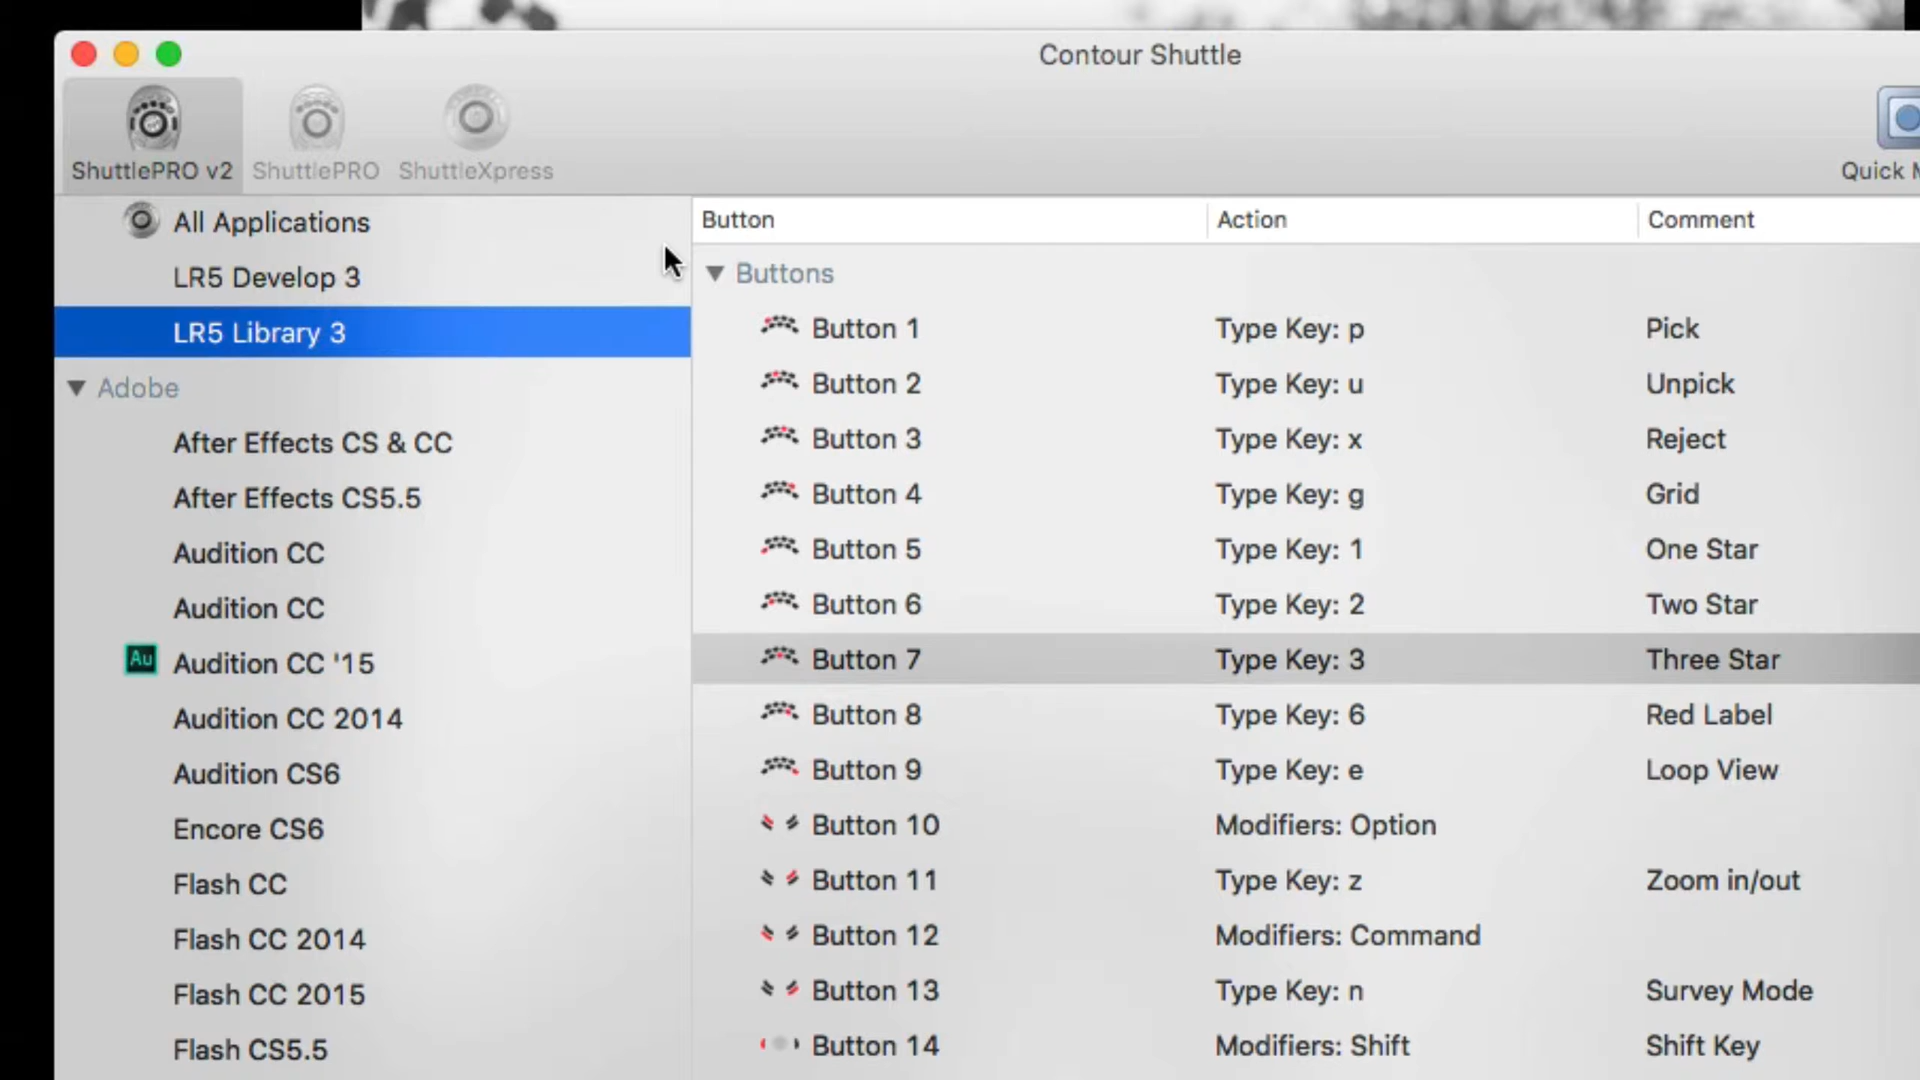 Contour Shuttle
ShuttlePRO v2 ShuttlePRO ShuttleXpress
Quick M
All Applications
LR5 Develop 3
LR5 Library 3
Adobe
After Effects CS & CC
After Effects CS5.5
Audition CC
Audition CC
Au Audition CC '15
Audition CC 2014
Audition CS6
Encore CS6
Flash CC
Flash CC 2014
Flash CC 2015
Flash CS5.5
Button Action Comment
Buttons
Button 1 Type Key: p Pick
Button 2 Type Key: u Unpick
Button 3 Type Key: x Reject
Button 4 Type Key: g Grid
Button 5 Type Key: 1 One Star
Button 6 Type Key: 2 Two Star
Button 7 Type Key: 3 Three Star
Button 8 Type Key: 6 Red Label
Button 9 Type Key: e Loop View
Button 10 Modifiers: Option
Button 11 Type Key: z Zoom in/out
Button 12 Modifiers: Command
Button 13 Type Key: n Survey Mode
Button 14 Modifiers: Shift Shift Key